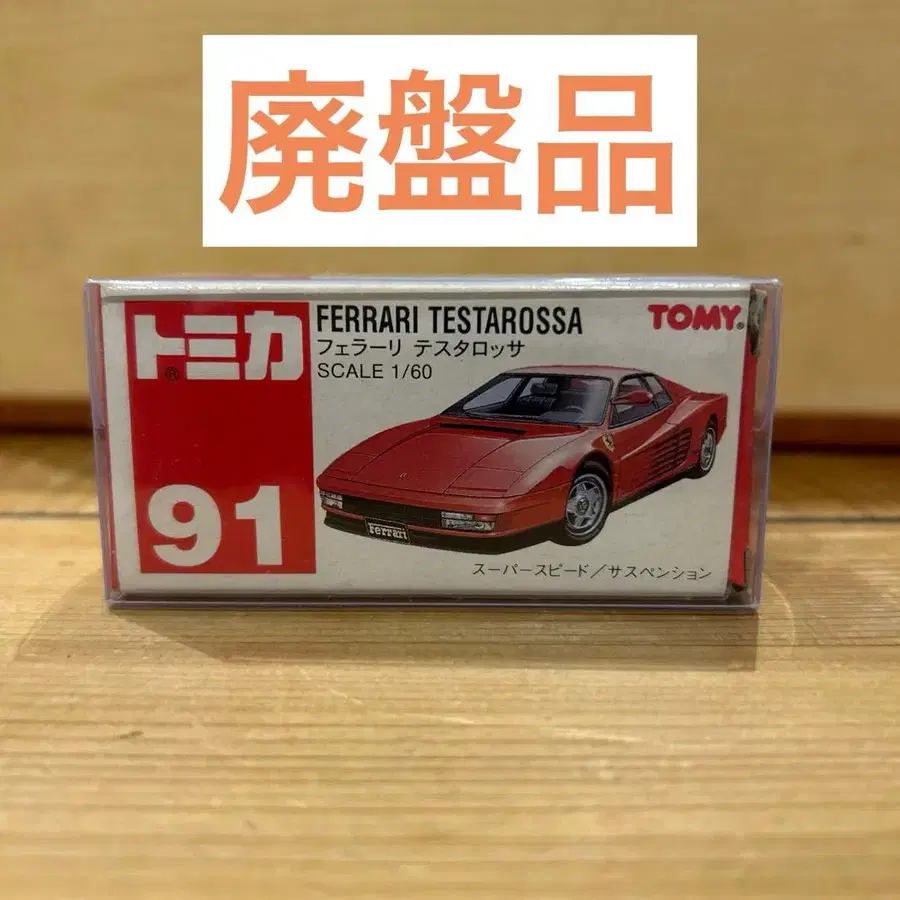 廃盤品
トミカ®
FERRARI TESTAROSSA
フェラーリ テスタロッサ
SCALE 1/60
TOMY®
91
Ferrari
スーパースピード／サスペンション